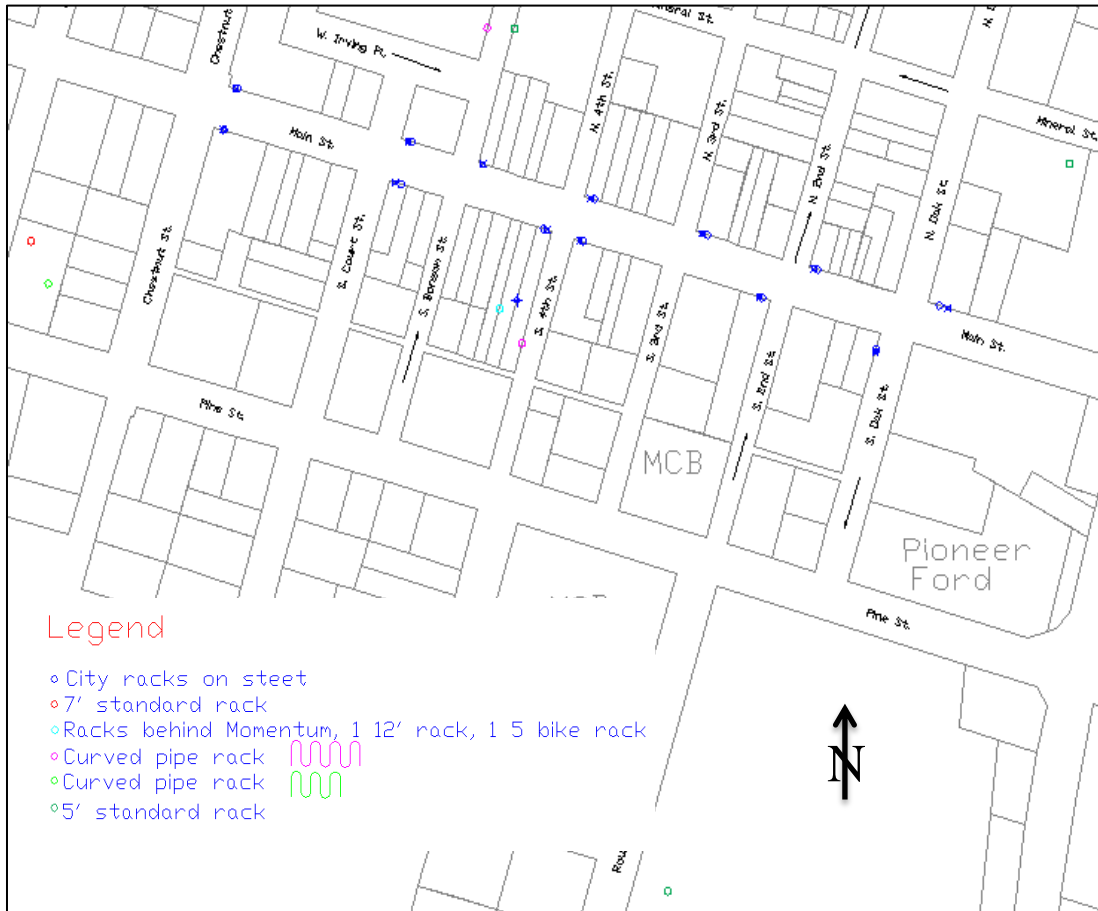 Mineral St.
N. D
Chestnut
W. Irving Pl.
N. 4th St.
N. 3rd St.
Mineral St.
Main St.
N. 2nd St.
N. Oak St.
Chestnut St.
S. Court St.
S. Bonson St.
S. 4th St.
S. 3rd St.
Main St.
S. 2nd St.
S. Oak St.
Pine St.
MCB
Pioneer
Ford
Pine St.
Legend
City racks on steet
7' standard rack
Racks behind Momentum, 1 12' rack, 1 5 bike rack
Curved pipe rack
Curved pipe rack
5' standard rack
N
Rou